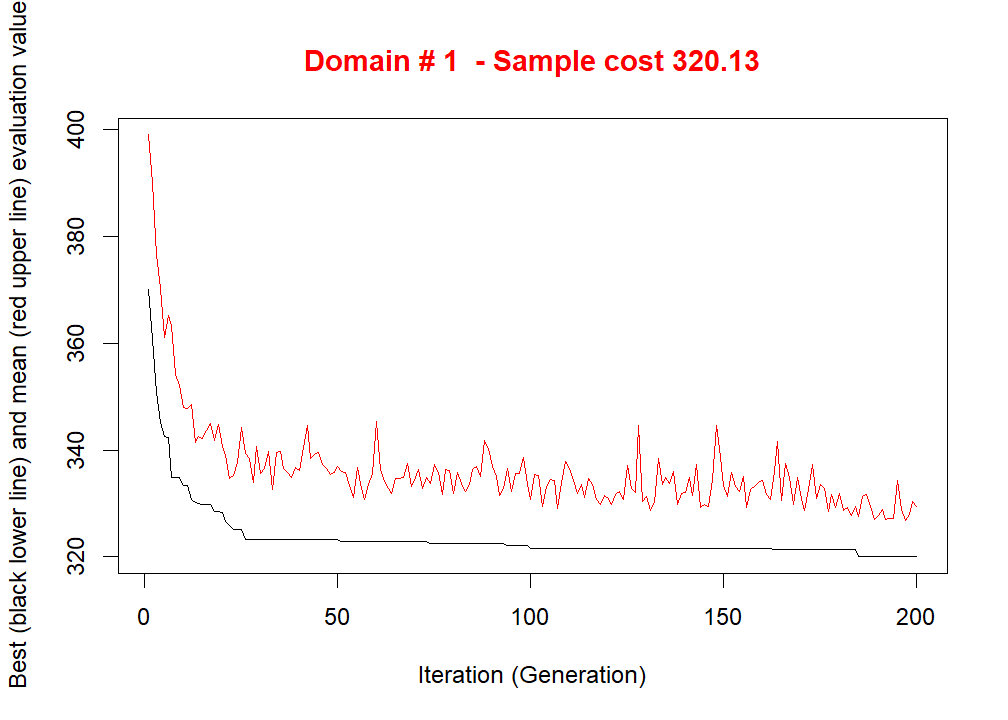 Domain # 1  - Sample cost 320.13
Best (black lower line) and mean (red upper line) evaluation value
400
380
360
340
320
0 50 100 150 200
Iteration (Generation)